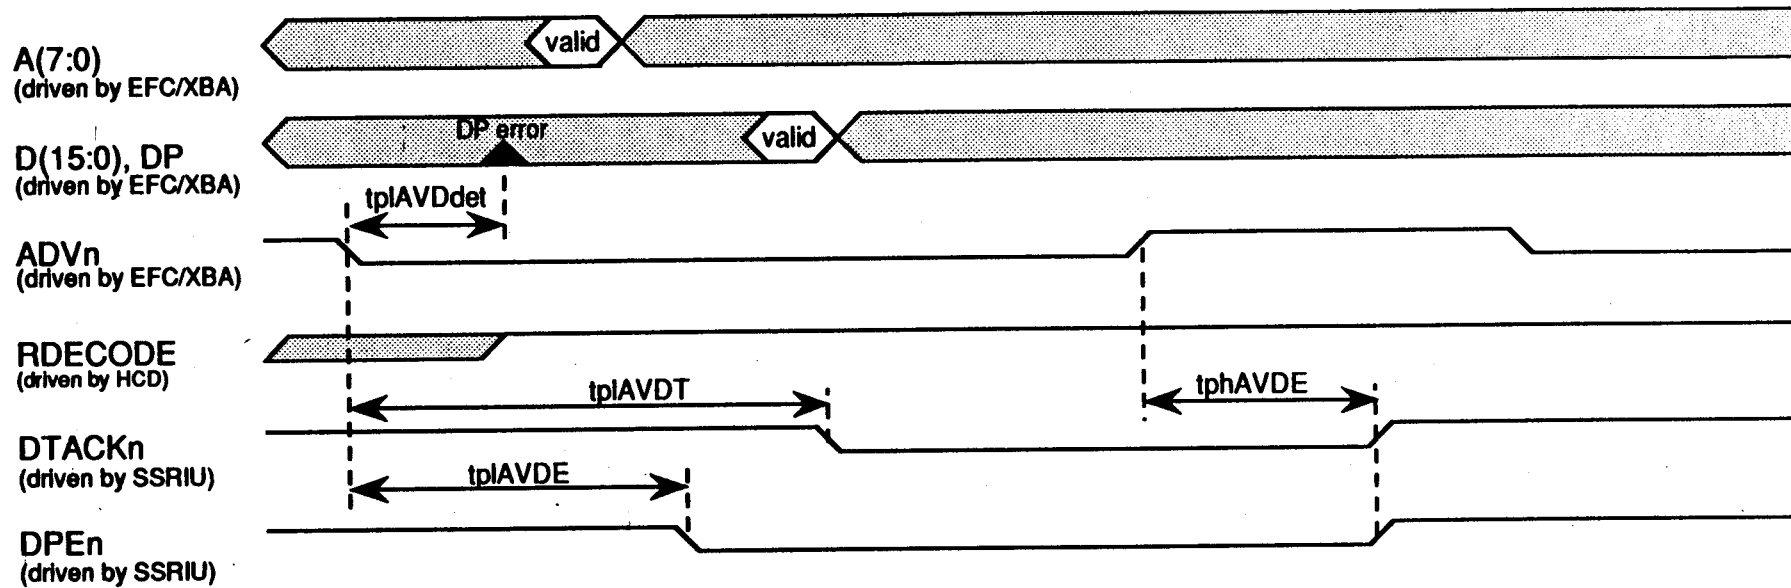 valid
A(7:0)
(driven by EFC/XBA)
DP error
valid
D(15:0), DP
(driven by EFC/XBA)
tplAVDdet
ADVn
(driven by EFC/XBA)
RDECODE
(driven by HCD)
tplAVDT
tphAVDE
DTACKn
(driven by SSRIU)
tplAVDE
DPEn
(driven by SSRIU)